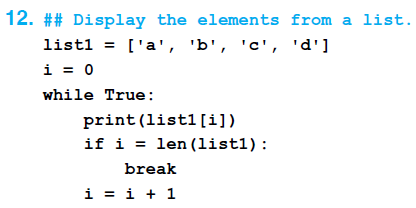 12. ## Display the elements from a list.
list1 = ['a', 'b', 'c', 'd']
i = 0
while True:
    print(list1[i])
    if i = len(list1):
        break
    i = i + 1